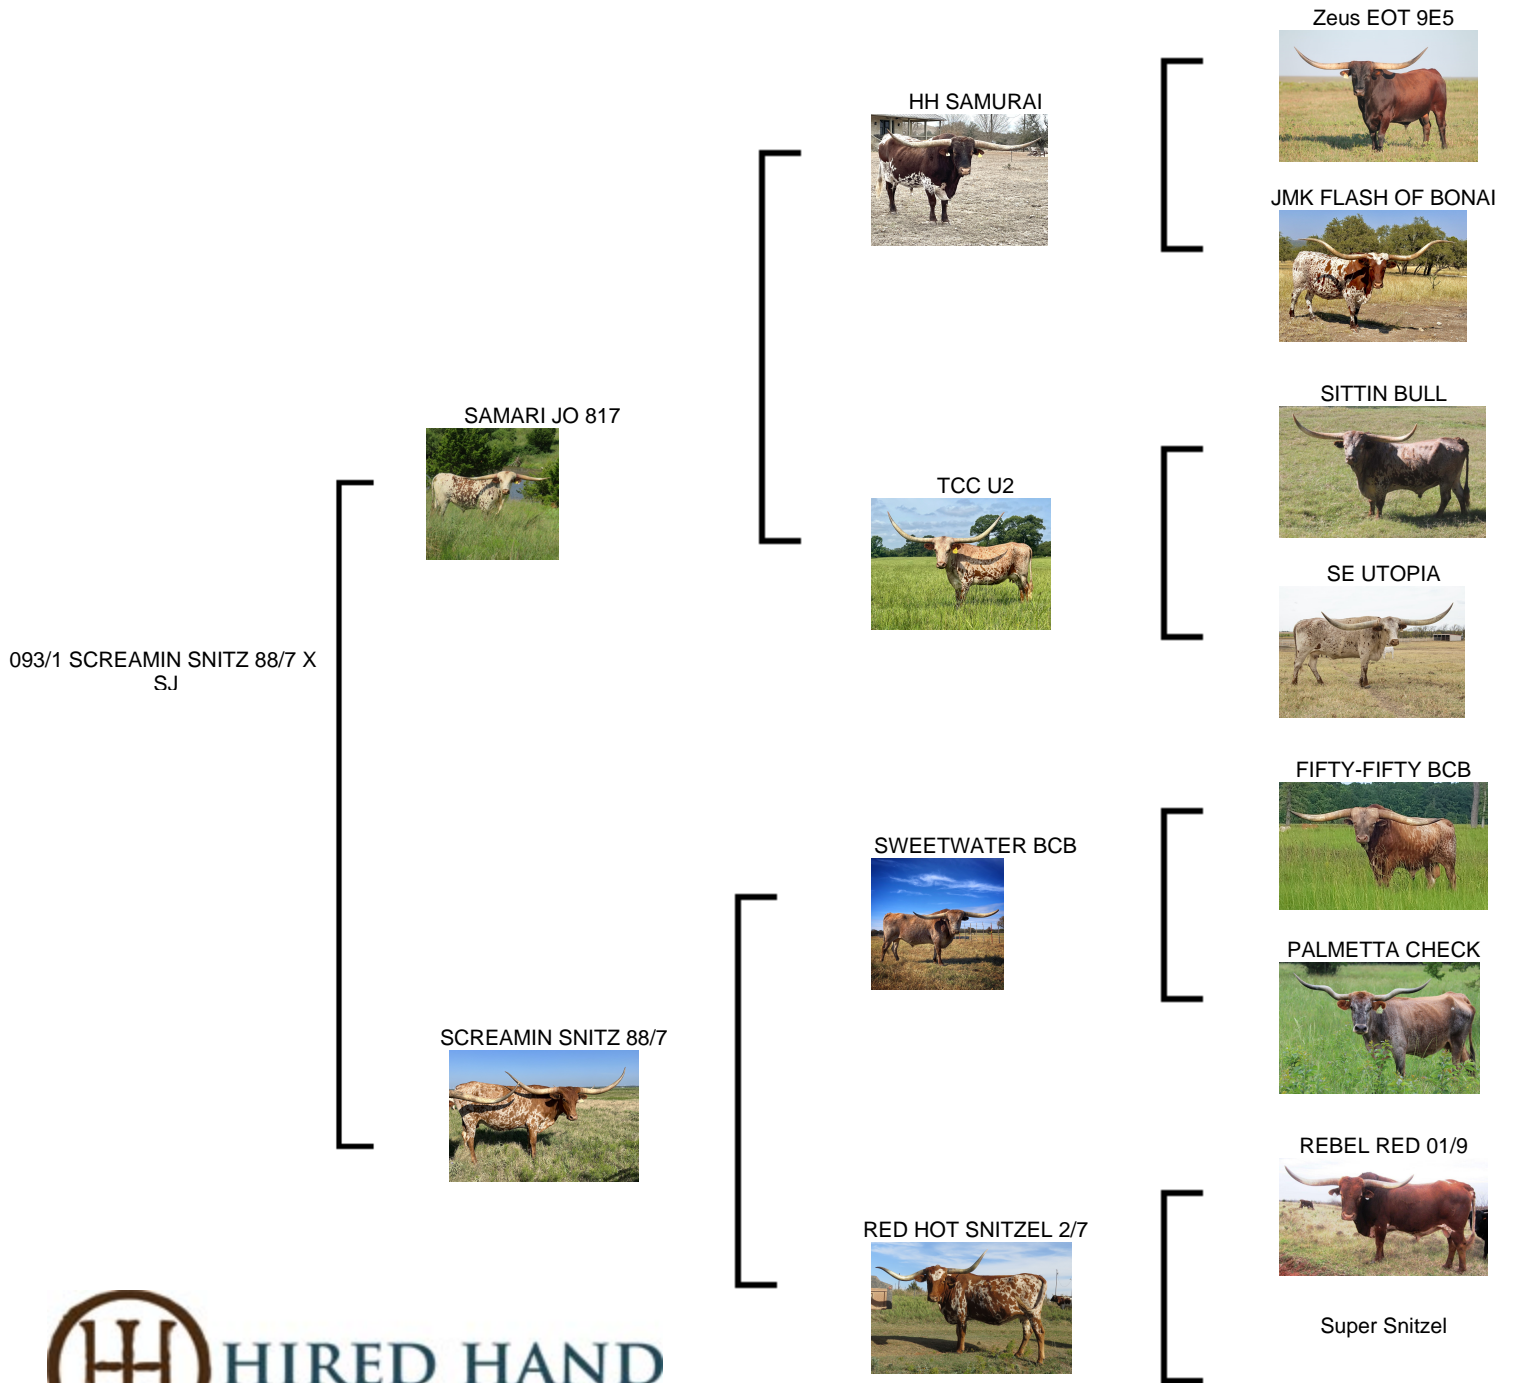 Zeus EOT 9E5
HH SAMURAI
JMK FLASH OF BONAI
SAMARI JO 817
SITTIN BULL
TCC U2
SE UTOPIA
093/1 SCREAMIN SNITZ 88/7 X
SJ
FIFTY-FIFTY BCB
SWEETWATER BCB
PALMETTA CHECK
SCREAMIN SNITZ 88/7
REBEL RED 01/9
RED HOT SNITZEL 2/7
Super Snitzel
HIRED HAND